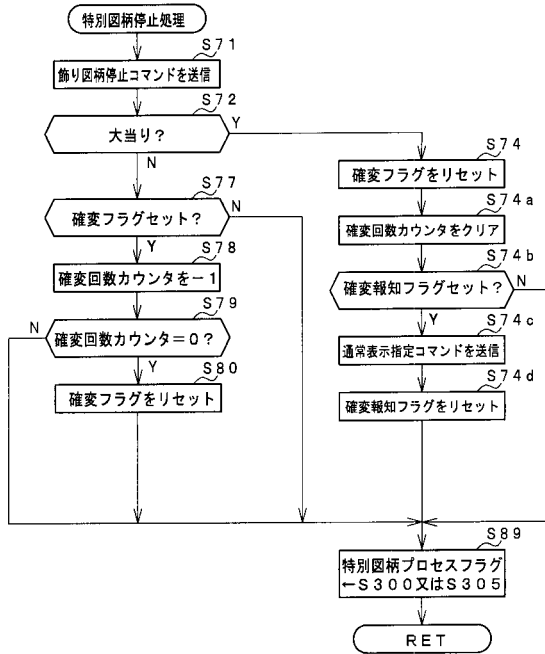 特別図柄停止処理
S71
飾り図柄停止コマンドを送信
S72
大当り?
Y
N
S77
確変フラグセット?
N
Y
S78
確変回数カウンタを-1
S79
N
確変回数カウンタ=0?
Y
S80
確変フラグをリセット
S74
確変フラグをリセット
S74a
確変回数カウンタをクリア
S74b
確変報知フラグセット?
N
Y
S74c
通常表示指定コマンドを送信
S74d
確変報知フラグをリセット
S89
特別図柄プロセスフラグ
←S300又はS305
RET